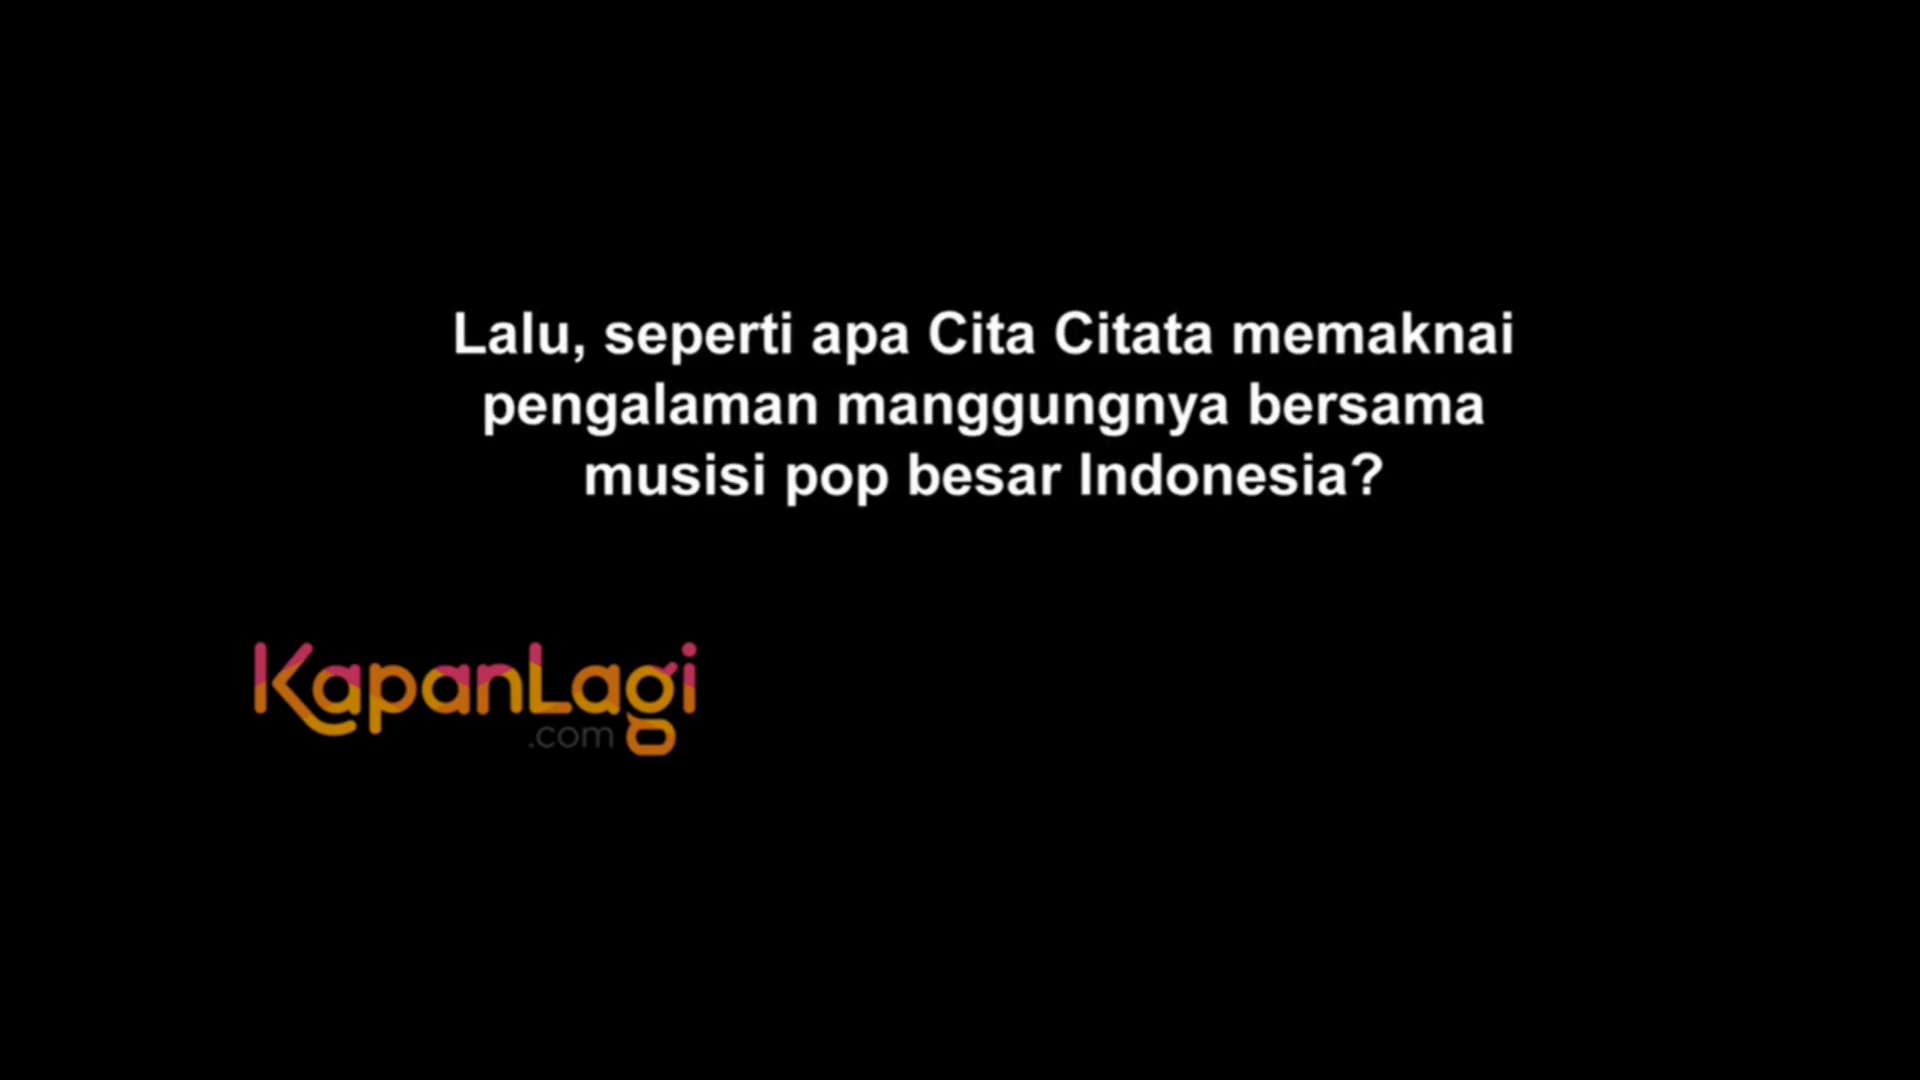 Lalu, seperti apa Cita Citata memaknai
pengalaman manggungnya bersama
musisi pop besar Indonesia?
KapanLagi
.com